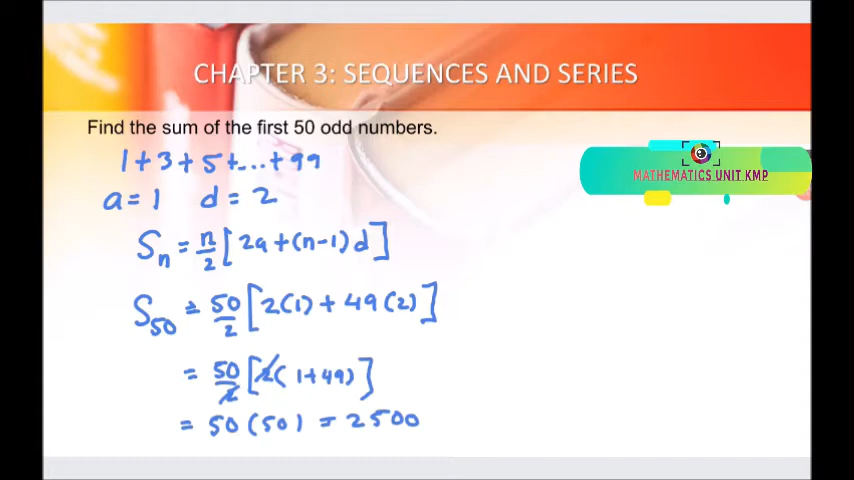 CHAPTER 3: SEQUENCES AND SERIES
Find the sum of the first 50 odd numbers.
1 + 3 + 5 + ... + 99
MATHEMATICS UNIT KMP
a = 1 d = 2
Sn = n/2 [2a + (n-1)d]
S50 = 50/2 [2(1) + 49(2)]
= 50/2 [2(1+49)]
= 50(50) = 2500